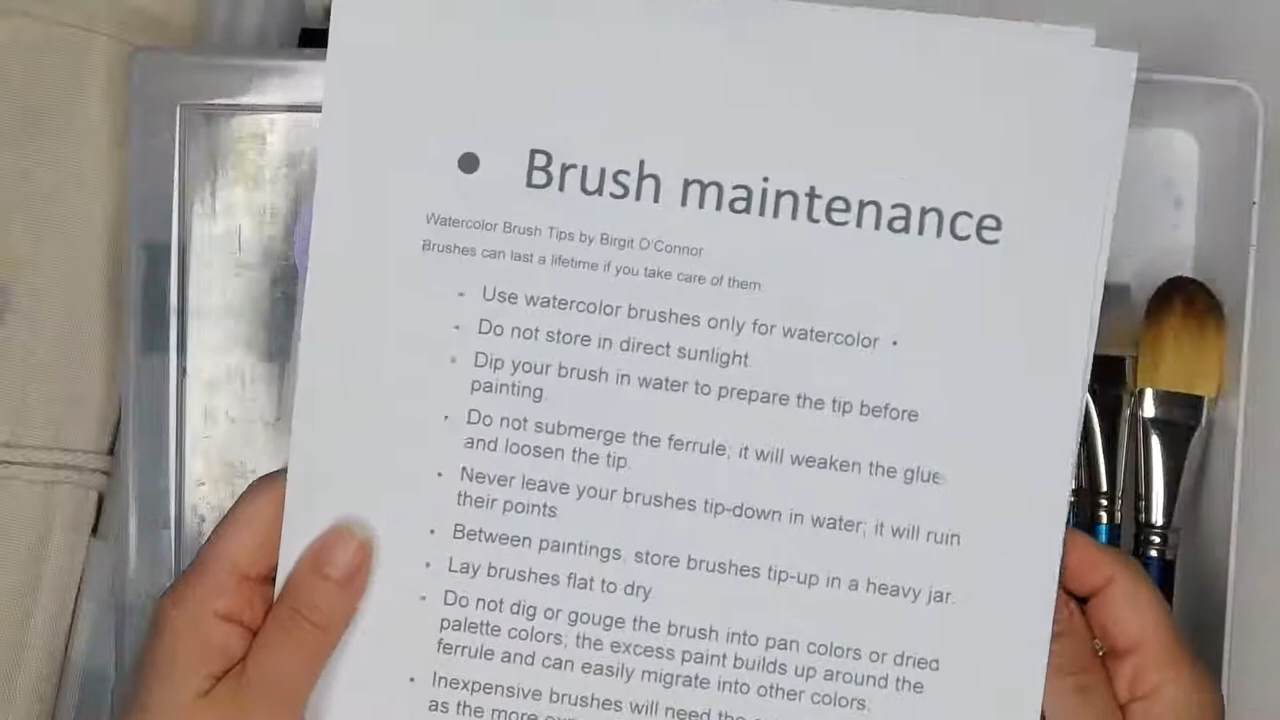 • Brush maintenance
Watercolor Brush Tips by Birgit O'Connor
Brushes can last a lifetime if you take care of them
• Use watercolor brushes only for watercolor •
• Do not store in direct sunlight
• Dip your brush in water to prepare the tip before
painting.
• Do not submerge the ferrule; it will weaken the glue
and loosen the tip.
• Never leave your brushes tip-down in water; it will ruin
their points
• Between paintings, store brushes tip-up in a heavy jar.
• Lay brushes flat to dry
• Do not dig or gouge the brush into pan colors or dried
palette colors; the excess paint builds up around the
ferrule and can easily migrate into other colors.
• Inexpensive brushes will need the
as the more